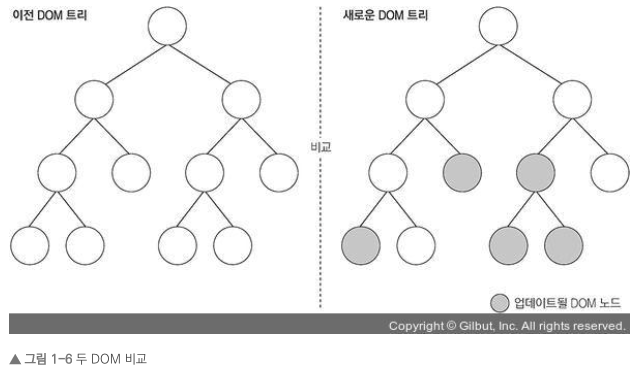 이전 DOM 트리
새로운 DOM 트리
비교
업데이트될 DOM 노드
Copyright © Gilbut, Inc. All rights reserved.
▲ 그림 1-6 두 DOM 비교